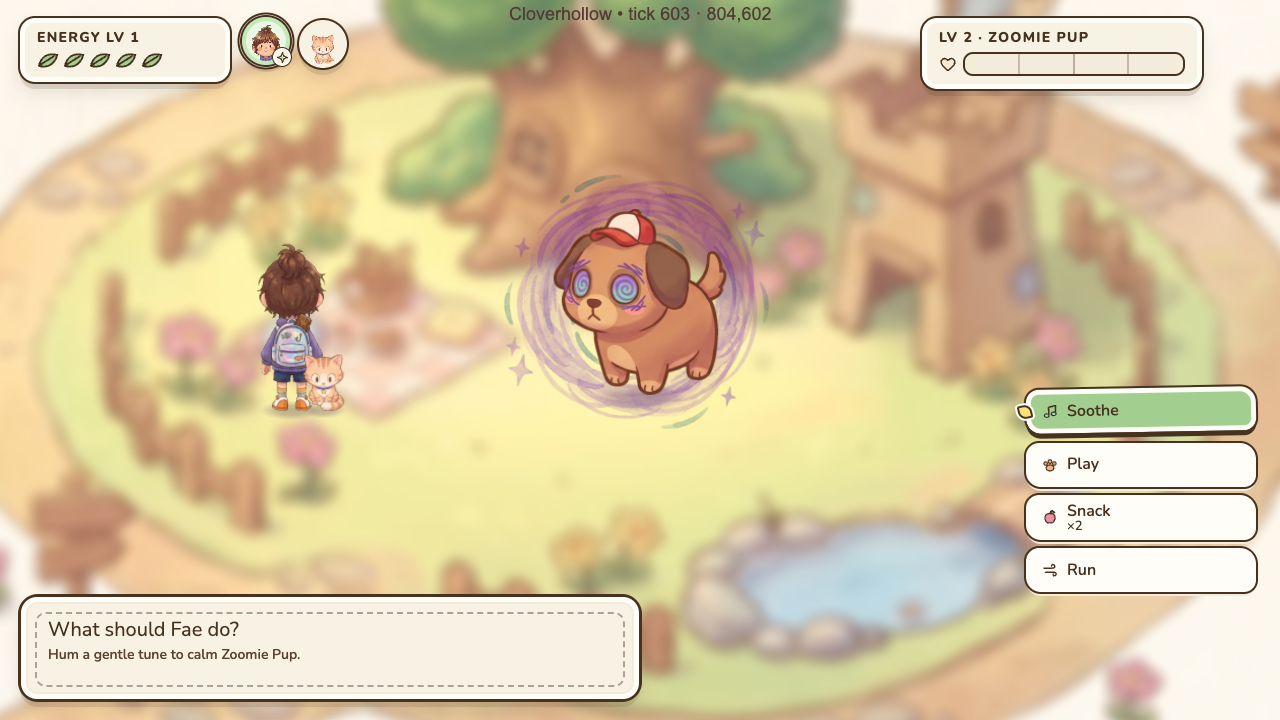 Cloverhollow • tick 603 · 804,602
ENERGY LV 1
LV 2 · ZOOMIE PUP
Soothe
Play
Snack
×2
Run
What should Fae do?
Hum a gentle tune to calm Zoomie Pup.